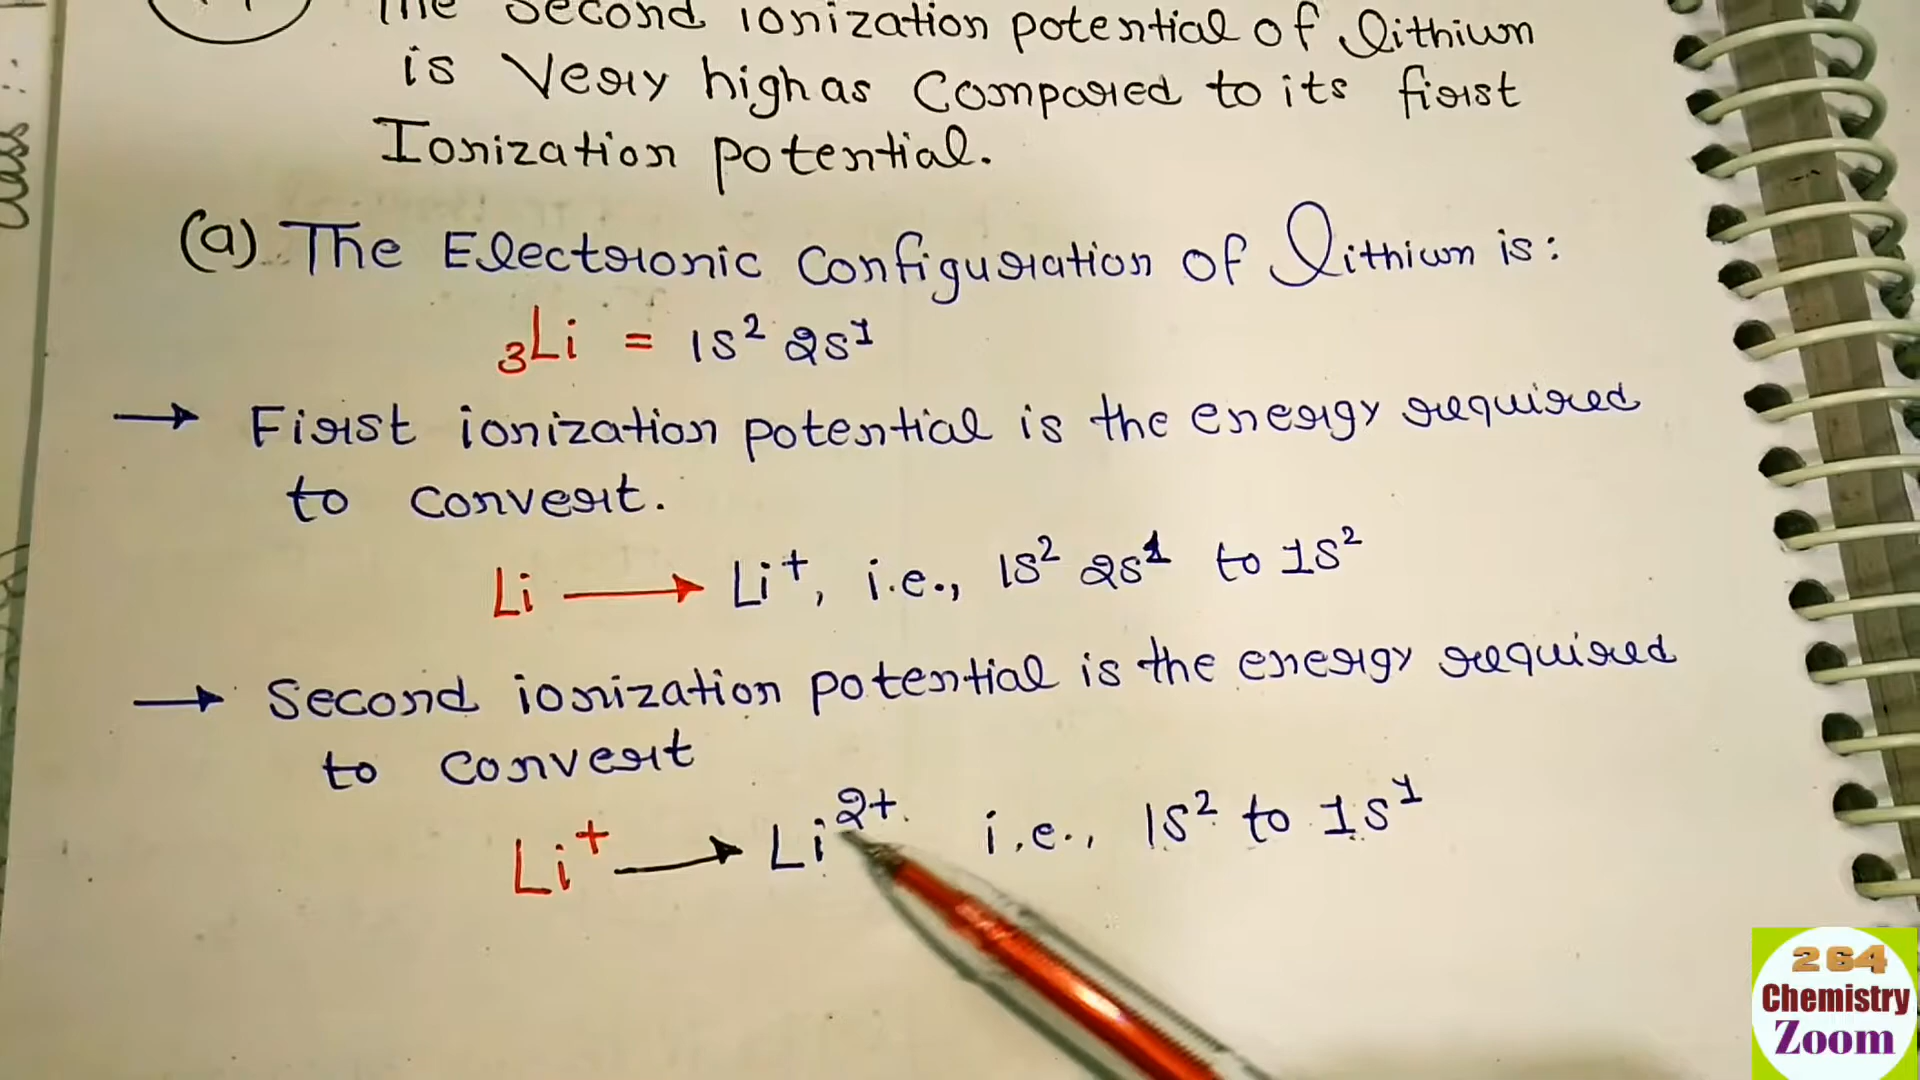 The Second ionization potential of lithium
is Very high as Compared to its first
Ionization potential.
(a) The Electronic Configuration of lithium is:
₃Li = 1s² 2s¹
→ First ionization potential is the energy required
to convert.
Li → Li⁺, i.e., 1s² 2s¹ to 1s²
→ Second ionization potential is the energy required
to convert
Li⁺ → Li²⁺ i.e., 1s² to 1s¹
264
Chemistry
Zoom